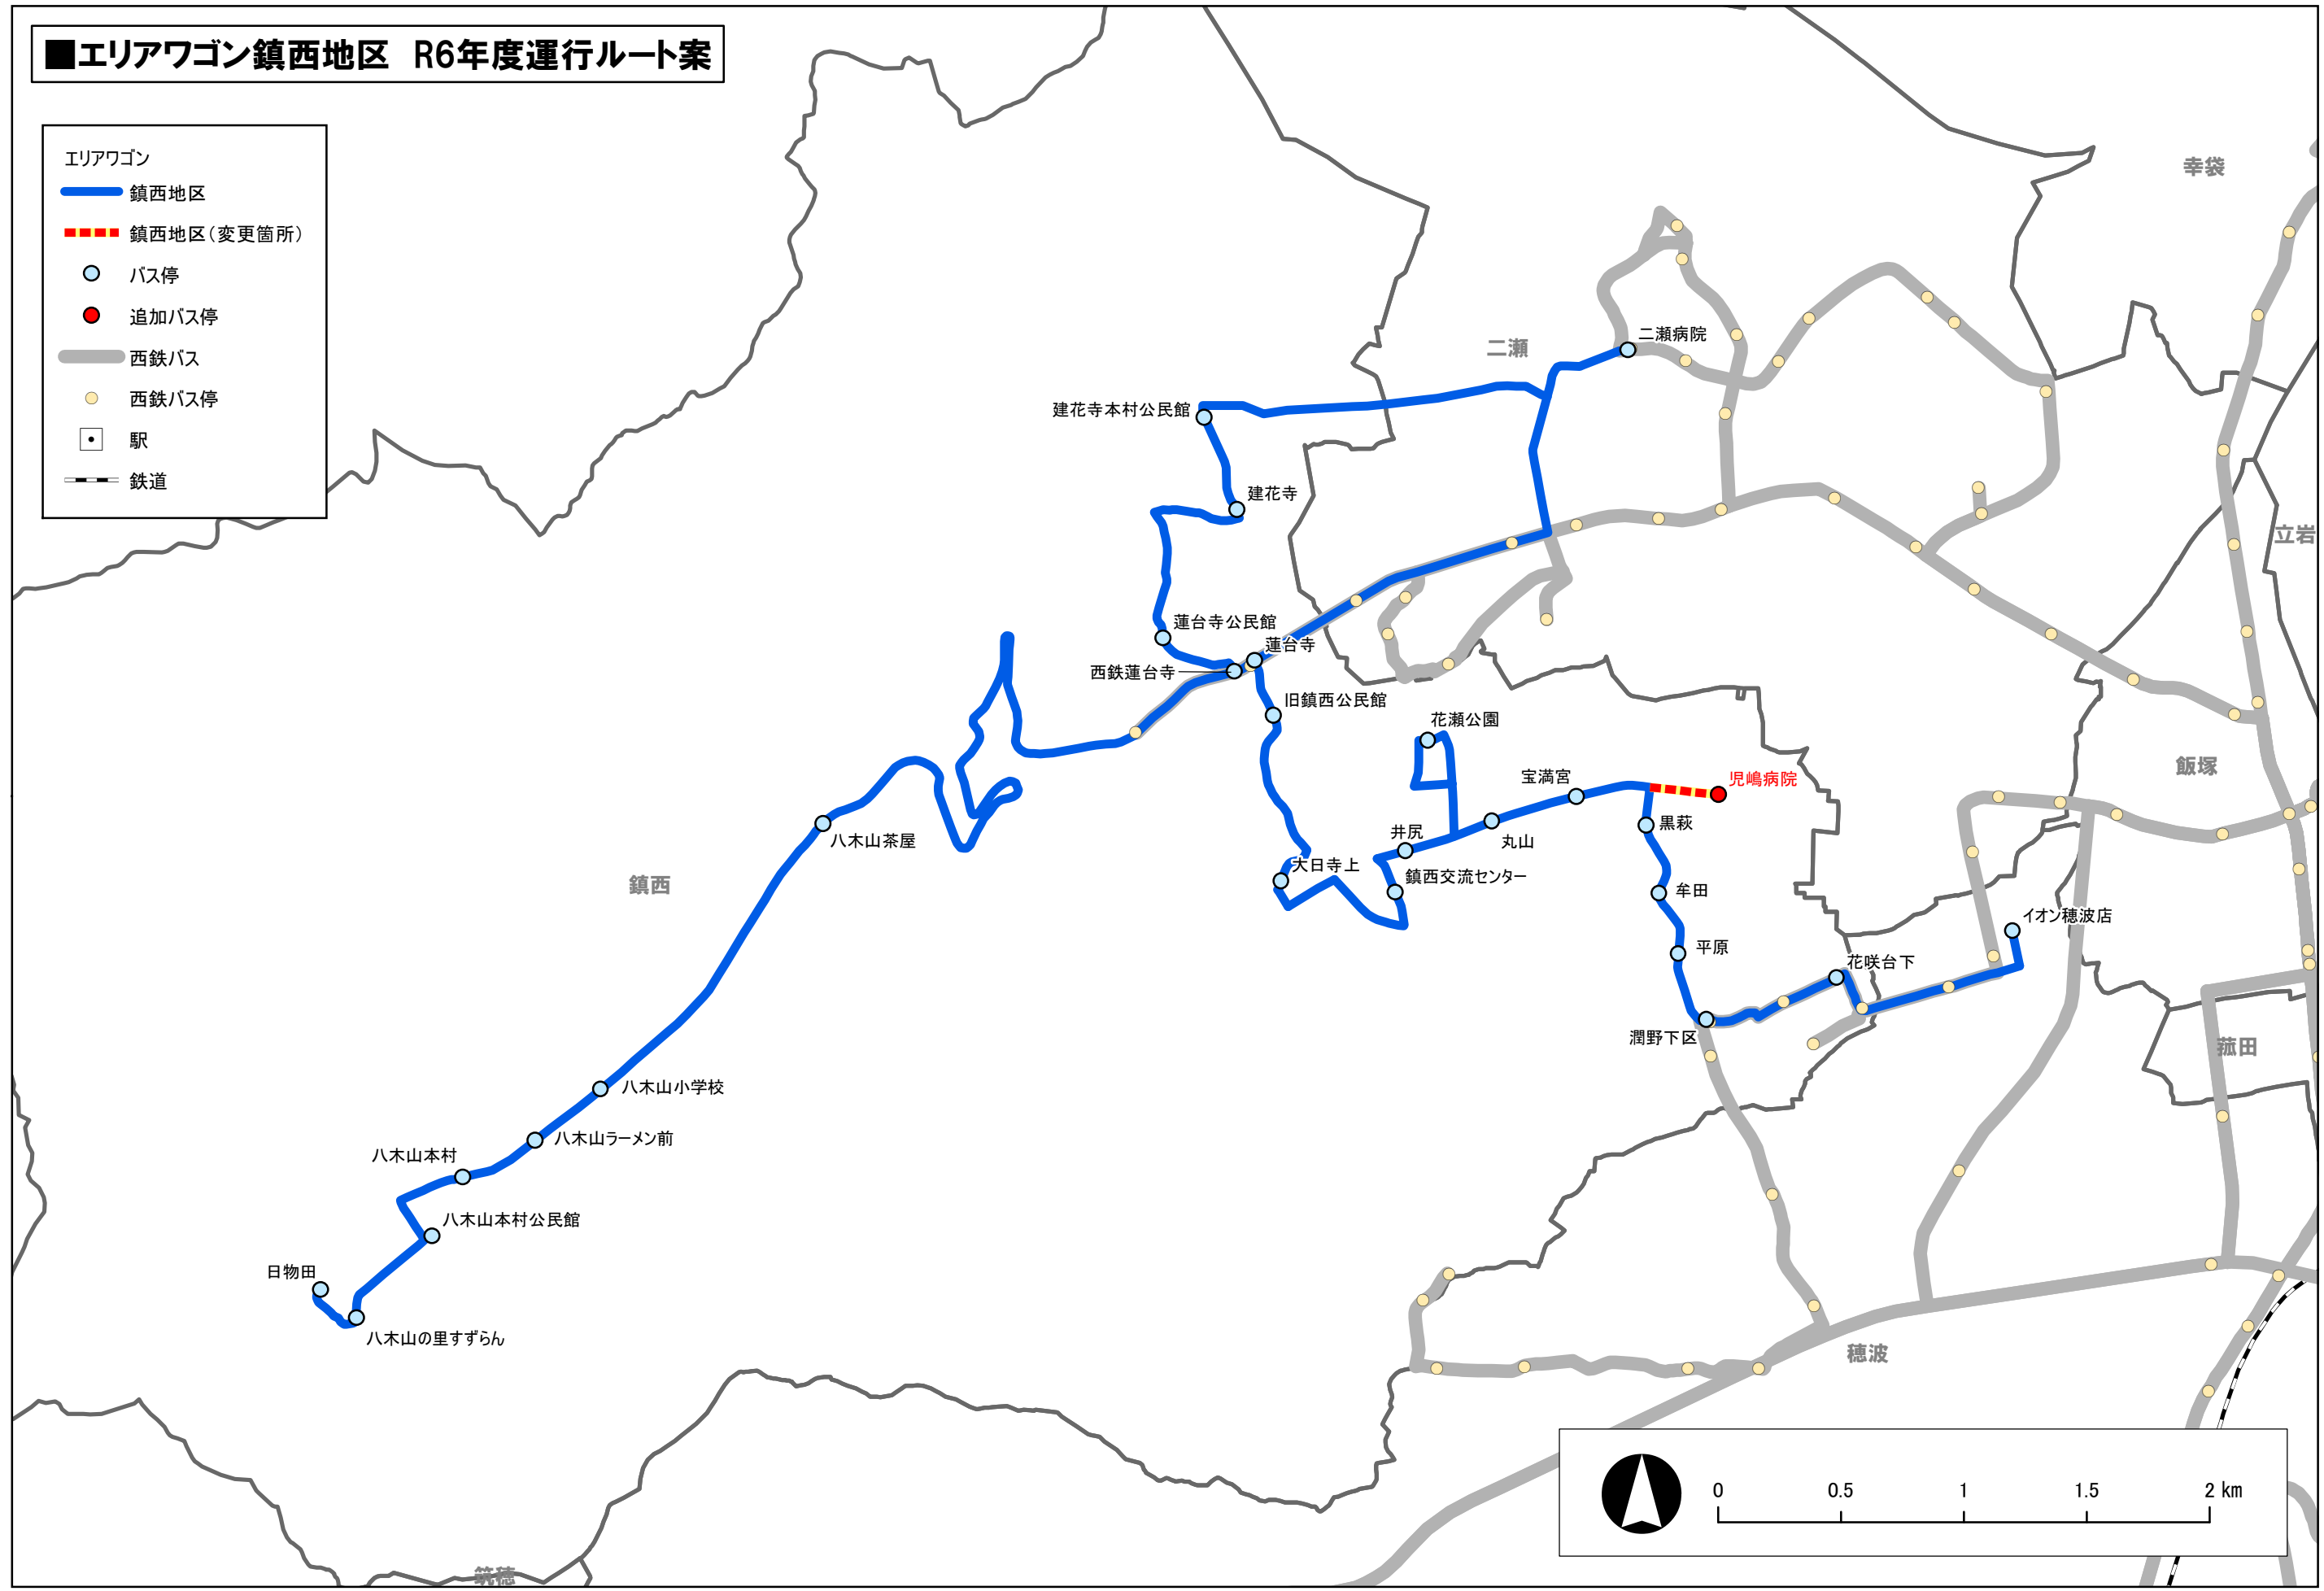 ■エリアワゴン鎮西地区　R6年度運行ルート案
エリアワゴン
鎮西地区
鎮西地区（変更箇所）
バス停
追加バス停
西鉄バス
西鉄バス停
駅
鉄道
幸袋
二瀬病院
二瀬
建花寺本村公民館
建花寺
立岩
蓮台寺公民館
蓮台寺
西鉄蓮台寺
旧鎮西公民館
花瀬公園
飯塚
宝満宮
児嶋病院
黒萩
井尻
丸山
八木山茶屋
大日寺上
鎮西交流センター
鎮西
牟田
イオン穂波店
平原
花咲台下
潤野下区
菰田
八木山小学校
八木山ラーメン前
八木山本村
八木山本村公民館
日物田
八木山の里すずらん
穂波
0 0.5 1 1.5 2 km
筑穂